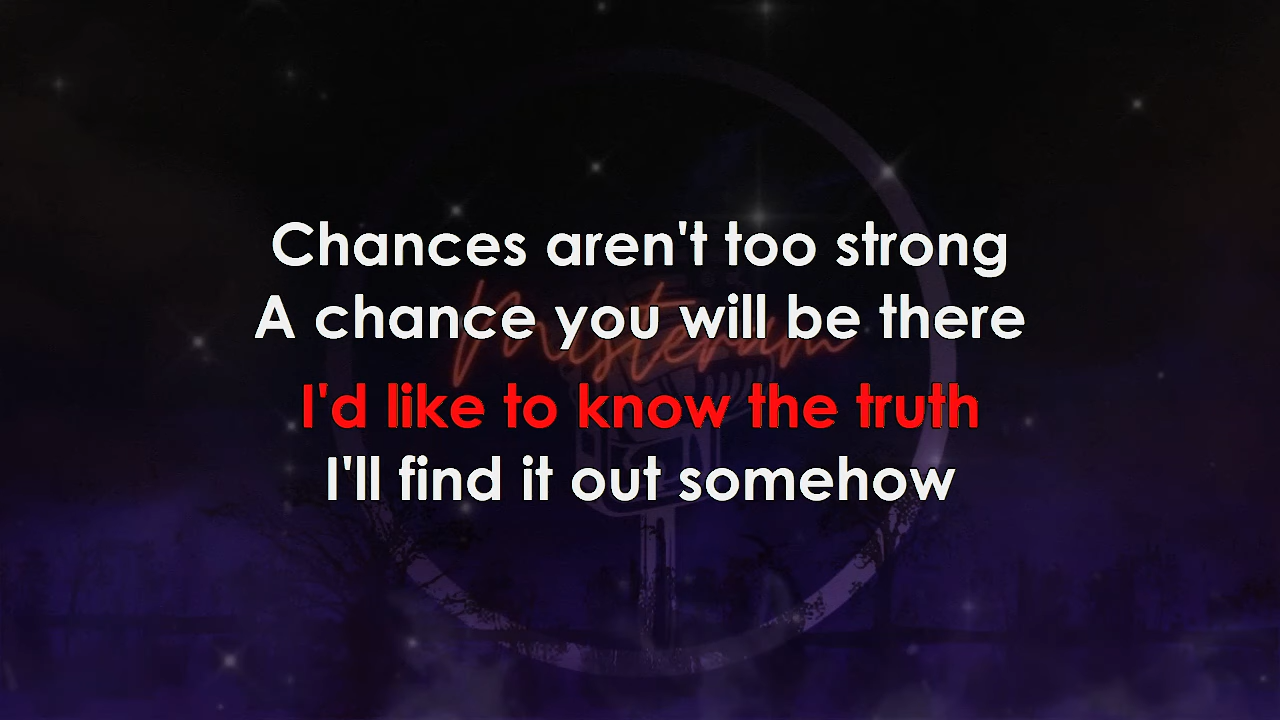 Chances aren't too strong
A chance you will be there
Misterium
I'd like to know the truth
I'll find it out somehow